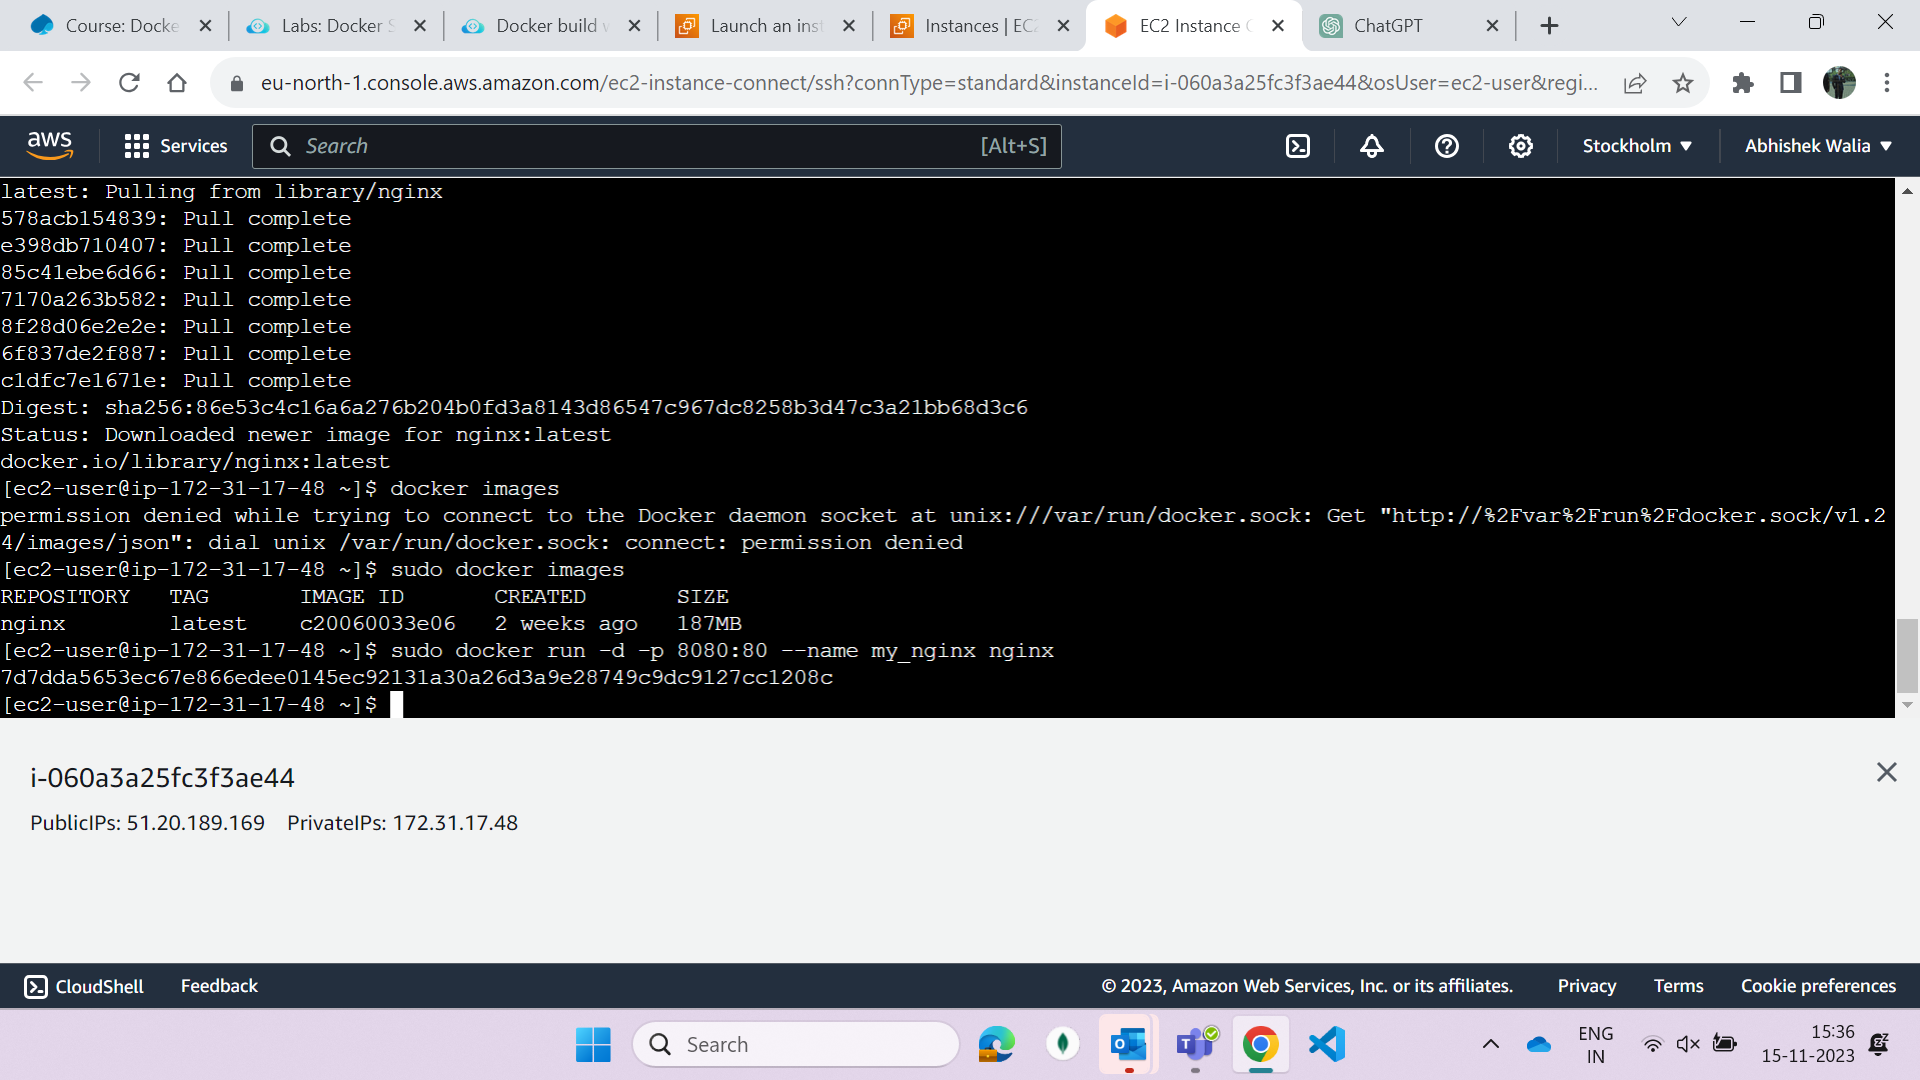 Course: Docke
Labs: Docker S
Docker build w
Launch an inst
Instances | EC2
EC2 Instance C
ChatGPT
eu-north-1.console.aws.amazon.com/ec2-instance-connect/ssh?connType=standard&instanceId=i-060a3a25fc3f3ae44&osUser=ec2-user&regi...
aws
Services
Search
[Alt+S]
Stockholm
Abhishek Walia
latest: Pulling from library/nginx
578acb154839: Pull complete
e398db710407: Pull complete
85c41ebe6d66: Pull complete
7170a263b582: Pull complete
8f28d06e2e2e: Pull complete
6f837de2f887: Pull complete
c1dfc7e1671e: Pull complete
Digest: sha256:86e53c4c16a6a276b204b0fd3a8143d86547c967dc8258b3d47c3a21bb68d3c6
Status: Downloaded newer image for nginx:latest
docker.io/library/nginx:latest
[ec2-user@ip-172-31-17-48 ~]$ docker images
permission denied while trying to connect to the Docker daemon socket at unix:///var/run/docker.sock: Get "http://%2Fvar%2Frun%2Fdocker.sock/v1.2
4/images/json": dial unix /var/run/docker.sock: connect: permission denied
[ec2-user@ip-172-31-17-48 ~]$ sudo docker images
REPOSITORY   TAG       IMAGE ID       CREATED       SIZE
nginx        latest    c20060033e06   2 weeks ago   187MB
[ec2-user@ip-172-31-17-48 ~]$ sudo docker run -d -p 8080:80 --name my_nginx nginx
7d7dda5653ec67e866edee0145ec92131a30a26d3a9e28749c9dc9127cc1208c
[ec2-user@ip-172-31-17-48 ~]$
i-060a3a25fc3f3ae44
PublicIPs: 51.20.189.169 PrivateIPs: 172.31.17.48
CloudShell
Feedback
© 2023, Amazon Web Services, Inc. or its affiliates.
Privacy
Terms
Cookie preferences
Search
ENG
IN
15:36
15-11-2023